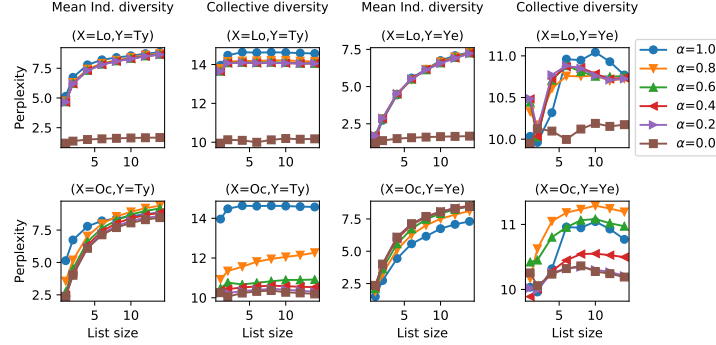 Mean Ind. diversity Collective diversity Mean Ind. diversity Collective diversity
(X=Lo,Y=Ty) (X=Lo,Y=Ty) (X=Lo,Y=Ye) (X=Lo,Y=Ye)
Perplexity
7.5
5.0
2.5
5 10
14
12
10
5 10
7.5
5.0
2.5
5 10
11.0
10.5
10.0
5 10
α=1.0
α=0.8
α=0.6
α=0.4
α=0.2
α=0.0
(X=Oc,Y=Ty) (X=Oc,Y=Ty) (X=Oc,Y=Ye) (X=Oc,Y=Ye)
Perplexity
7.5
5.0
2.5
5 10
14
12
10
5 10
7.5
5.0
2.5
5 10
11
10
5 10
List size List size List size List size